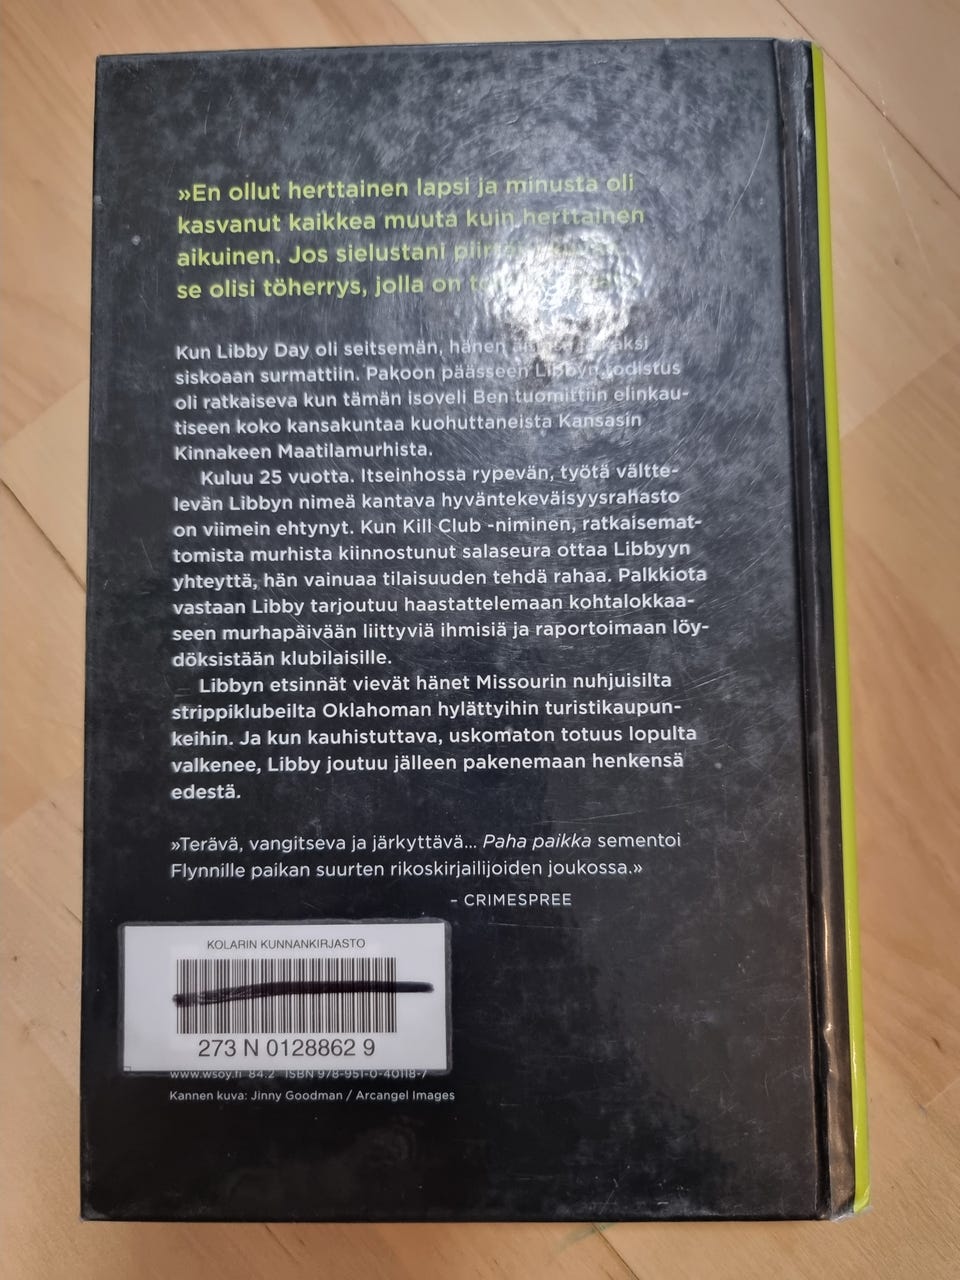 »En ollut herttainen lapsi ja minusta oli
kasvanut kaikkea muuta kuin herttainen
aikuinen. Jos sielustani
se olisi töherrys, jolla on
Kun Libby Day oli seitsemän, hänen
siskoaan surmattiin. Pakoon päässeen Libbyn todistus
oli ratkaiseva kun tämän isoveli Ben tuomittiin elinkau-
tiseen koko kansakuntaa kuohuttaneista Kansasin
Kinnakeen Maatilamurhista.
Kuluu 25 vuotta. Itseinhossa rypevän, työtä vältte-
levän Libbyn nimeä kantava hyväntekeväisyysrahasto
on viimein ehtynyt. Kun Kill Club -niminen, ratkaisemat-
tomista murhista kiinnostunut salaseura ottaa Libbyyn
yhteyttä, hän vainuaa tilaisuuden tehdä rahaa. Palkkiota
vastaan Libby tarjoutuu haastattelemaan kohtalokkaa-
seen murhapäivään liittyviä ihmisiä ja raportoimaan löy-
döksistään klubilaisille.
Libbyn etsinnät vievät hänet Missourin nuhjuisilta
strippiklubeilta Oklahoman hylättyihin turistikaupun-
keihin. Ja kun kauhistuttava, uskomaton totuus lopulta
valkenee, Libby joutuu jälleen pakenemaan henkensä
edestä.
»Terävä, vangitseva ja järkyttävä... Paha paikka sementoi
Flynnille paikan suurten rikoskirjailijoiden joukossa.»
– CRIMESPREE
KOLARIN KUNNANKIRJASTO
273 N 0128862 9
www.wsoy.fi 84.2 ISBN 978-951-0-40118-7
Kannen kuva: Jinny Goodman / Arcangel Images